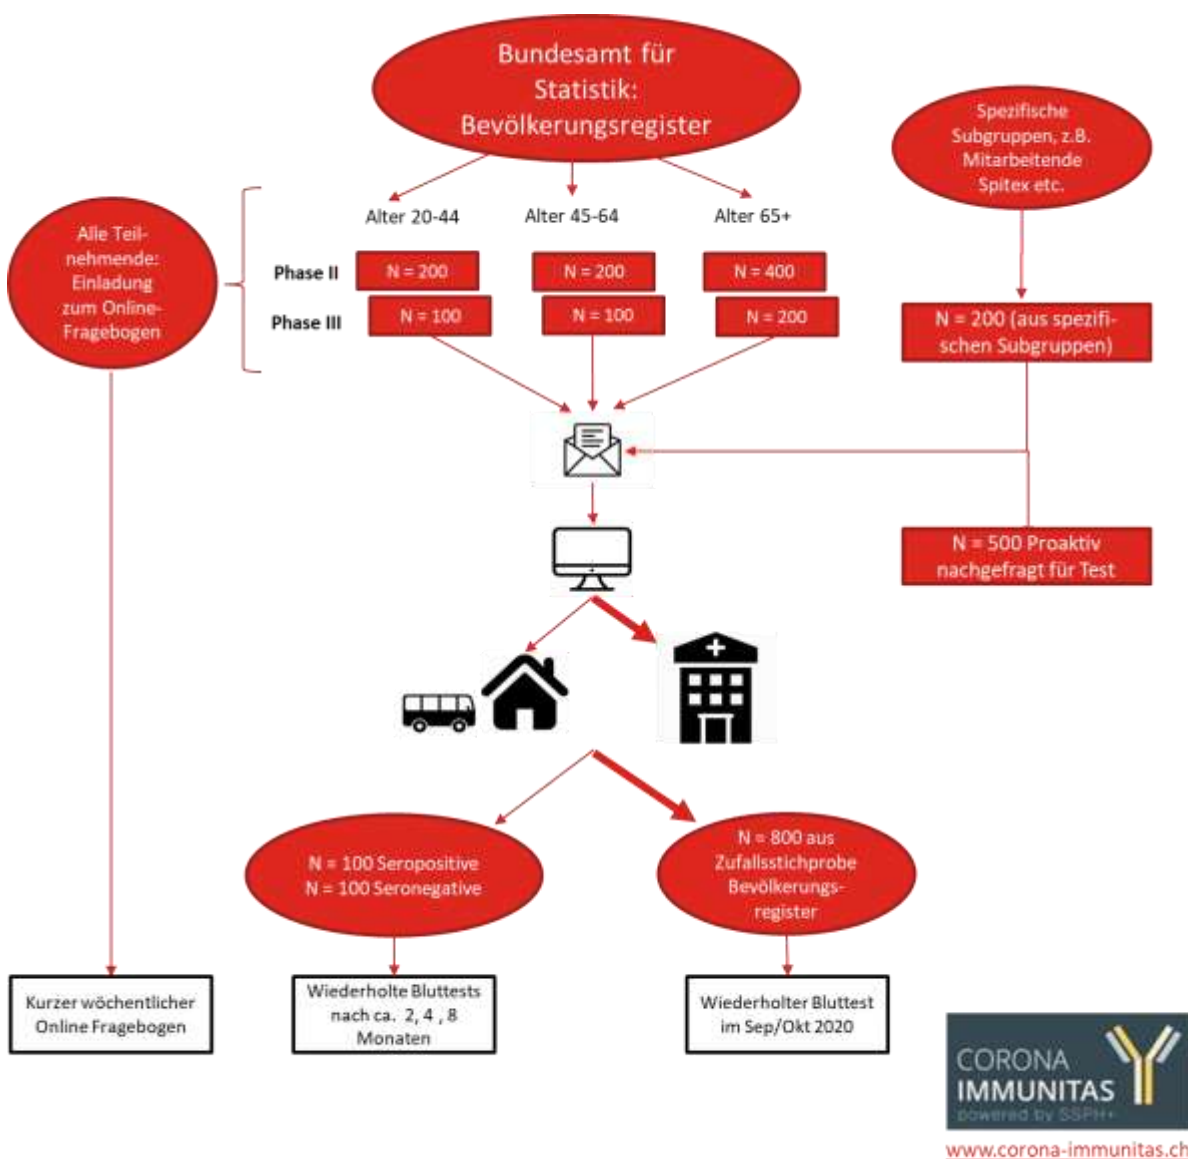 Bundesamt für
Statistik:
Bevölkerungsregister
Spezifische
Subgruppen, z.B.
Mitarbeitende
Spitex etc.
Alle Teil-
nehmende:
Einladung
zum Online-
Fragebogen
Alter 20-44
Alter 45-64
Alter 65+
Phase II
N = 200
N = 200
N = 400
Phase III
N = 100
N = 100
N = 200
N = 200 (aus spezifi-
schen Subgruppen)
N = 500 Proaktiv
nachgefragt für Test
N = 100 Seropositive
N = 100 Seronegative
N = 800 aus
Zufallsstichprobe
Bevölkerungs-
register
Kurzer wöchentlicher
Online Fragebogen
Wiederholte Bluttests
nach ca. 2, 4 , 8
Monaten
Wiederholter Bluttest
im Sep/Okt 2020
CORONA
IMMUNITAS
powered by SSPH+
www.corona-immunitas.ch